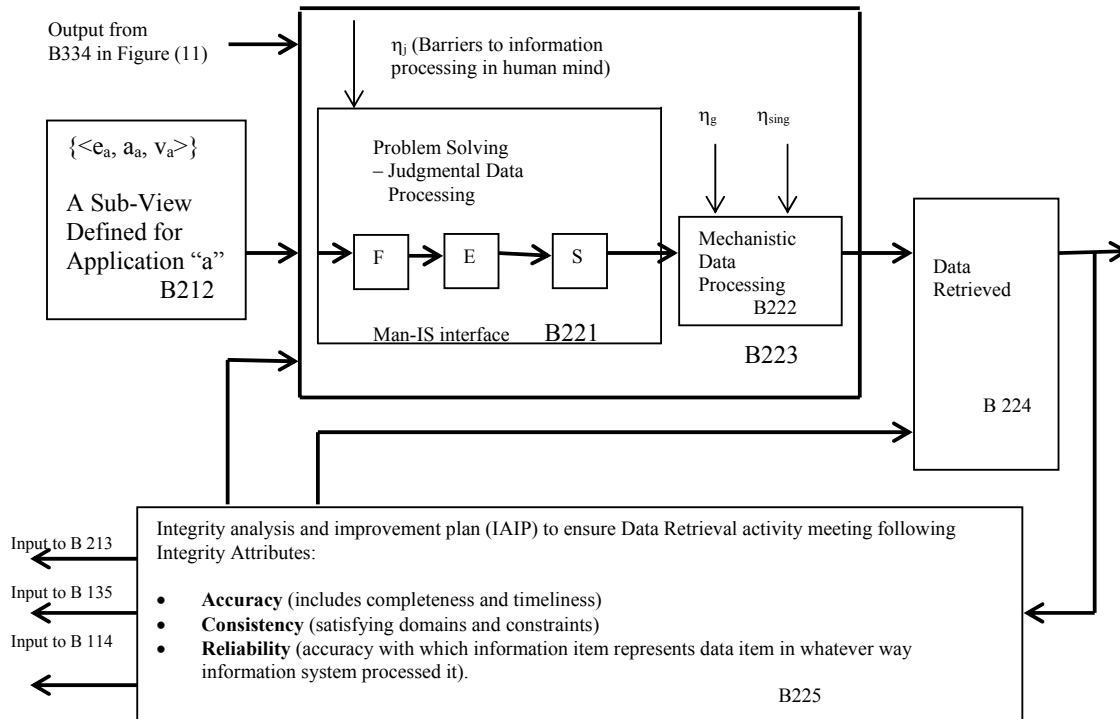 Output from
B334 in Figure (11)
ηj (Barriers to information
processing in human mind)
{<ea, aa, va>}
A Sub-View
Defined for
Application “a”
B212
Problem Solving
– Judgmental Data
Processing
F
E
S
Man-IS interface
B221
ηg
ηsing
Mechanistic
Data
Processing
B222
B223
Data
Retrieved
B 224
Input to B 213
Input to B 135
Input to B 114
Integrity analysis and improvement plan (IAIP) to ensure Data Retrieval activity meeting following
Integrity Attributes:
• Accuracy (includes completeness and timeliness)
• Consistency (satisfying domains and constraints)
• Reliability (accuracy with which information item represents data item in whatever way
information system processed it).
B225